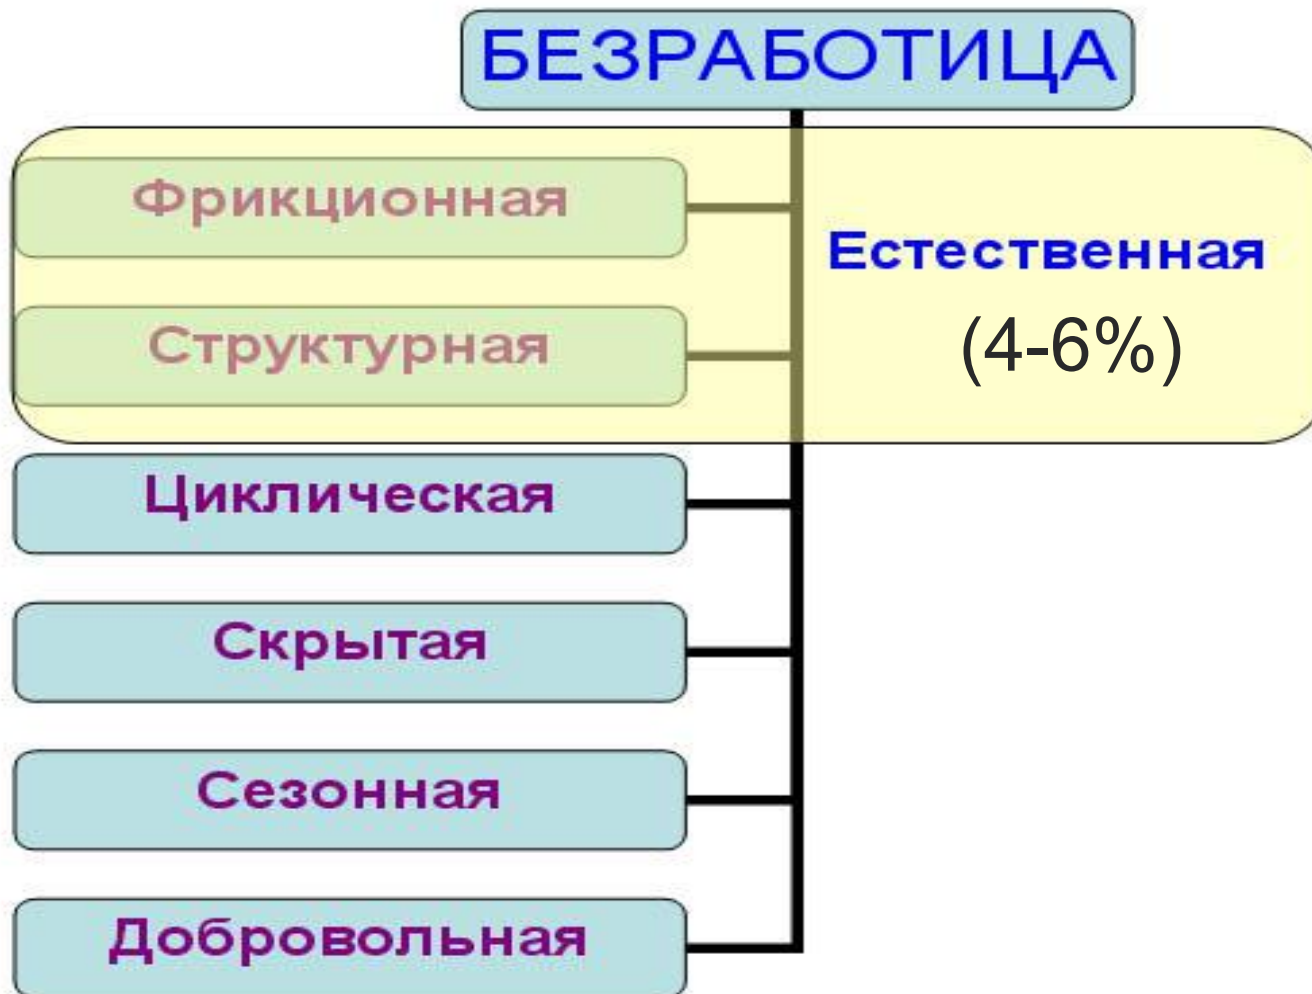 БЕЗРАБОТИЦА
Фрикционная
Естественная
Структурная
(4-6%)
Циклическая
Скрытая
Сезонная
Добровольная